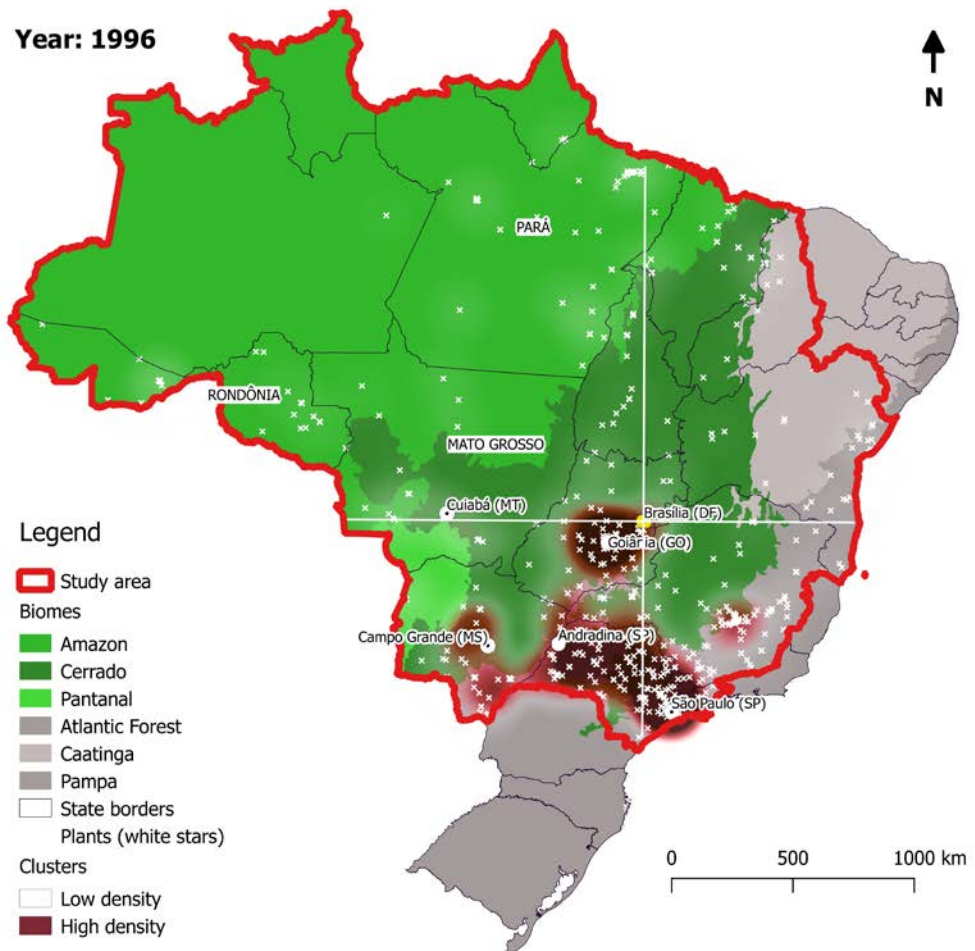 Year: 1996
N
PARÁ
RONDÔNIA
MATO GROSSO
Cuiabá (MT)
Brasília (DF)
Goiânia (GO)
Campo Grande (MS)
Andradina (SP)
São Paulo (SP)
Legend
Study area
Biomes
Amazon
Cerrado
Pantanal
Atlantic Forest
Caatinga
Pampa
State borders
Plants (white stars)
Clusters
Low density
High density
0 500 1000 km